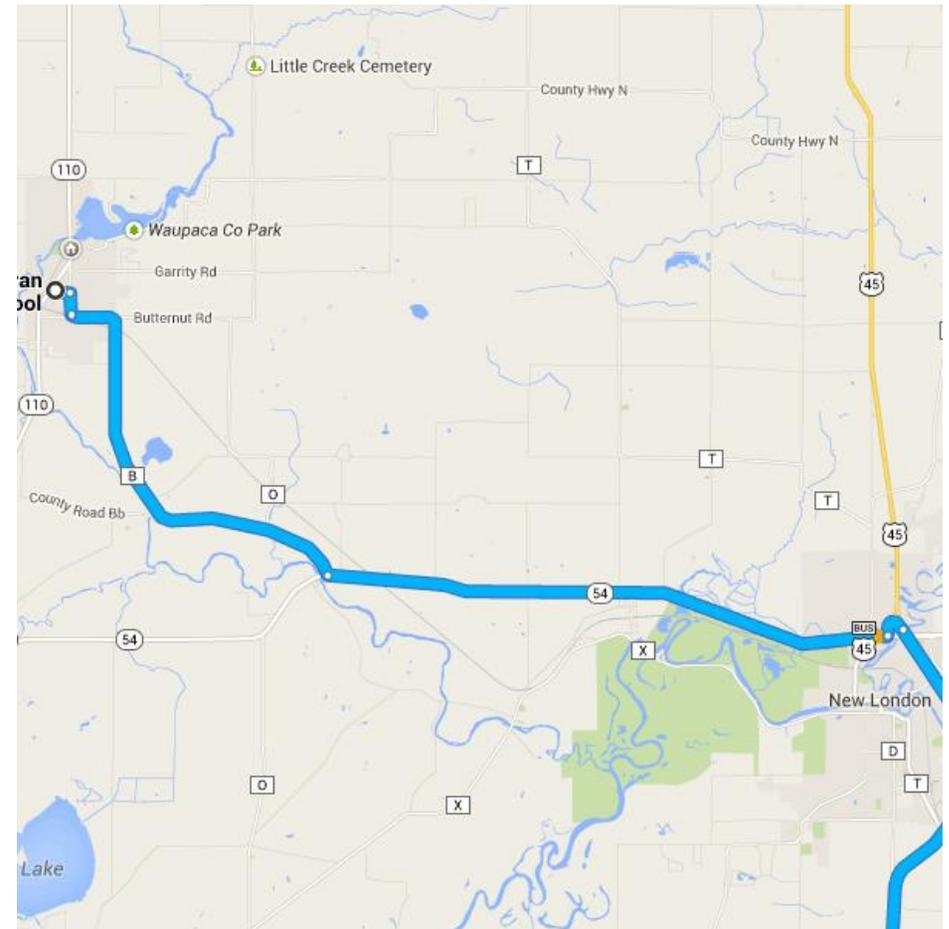 Little Creek Cemetery
County Hwy N
County Hwy N
T
110
Waupaca Co Park
Garrity Rd
45
ran
ool
Butternut Rd
110
T
B
O
T
County Road Bb
45
54
BUS
54
X
45
New London
D
O
T
X
Lake